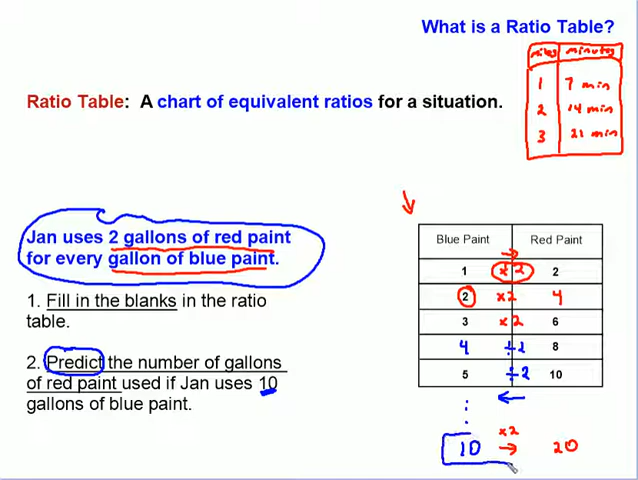 What is a Ratio Table?
miles minutes
1 7 min
2 14 min
3 21 min
Ratio Table: A chart of equivalent ratios for a situation.
Jan uses 2 gallons of red paint
for every gallon of blue paint.
1. Fill in the blanks in the ratio
table.
2. Predict the number of gallons
of red paint used if Jan uses 10
gallons of blue paint.
Blue Paint Red Paint
1 x2 2
2 x2 4
3 x2 6
4 ÷2 8
5 ÷2 10
x2
10 → 20